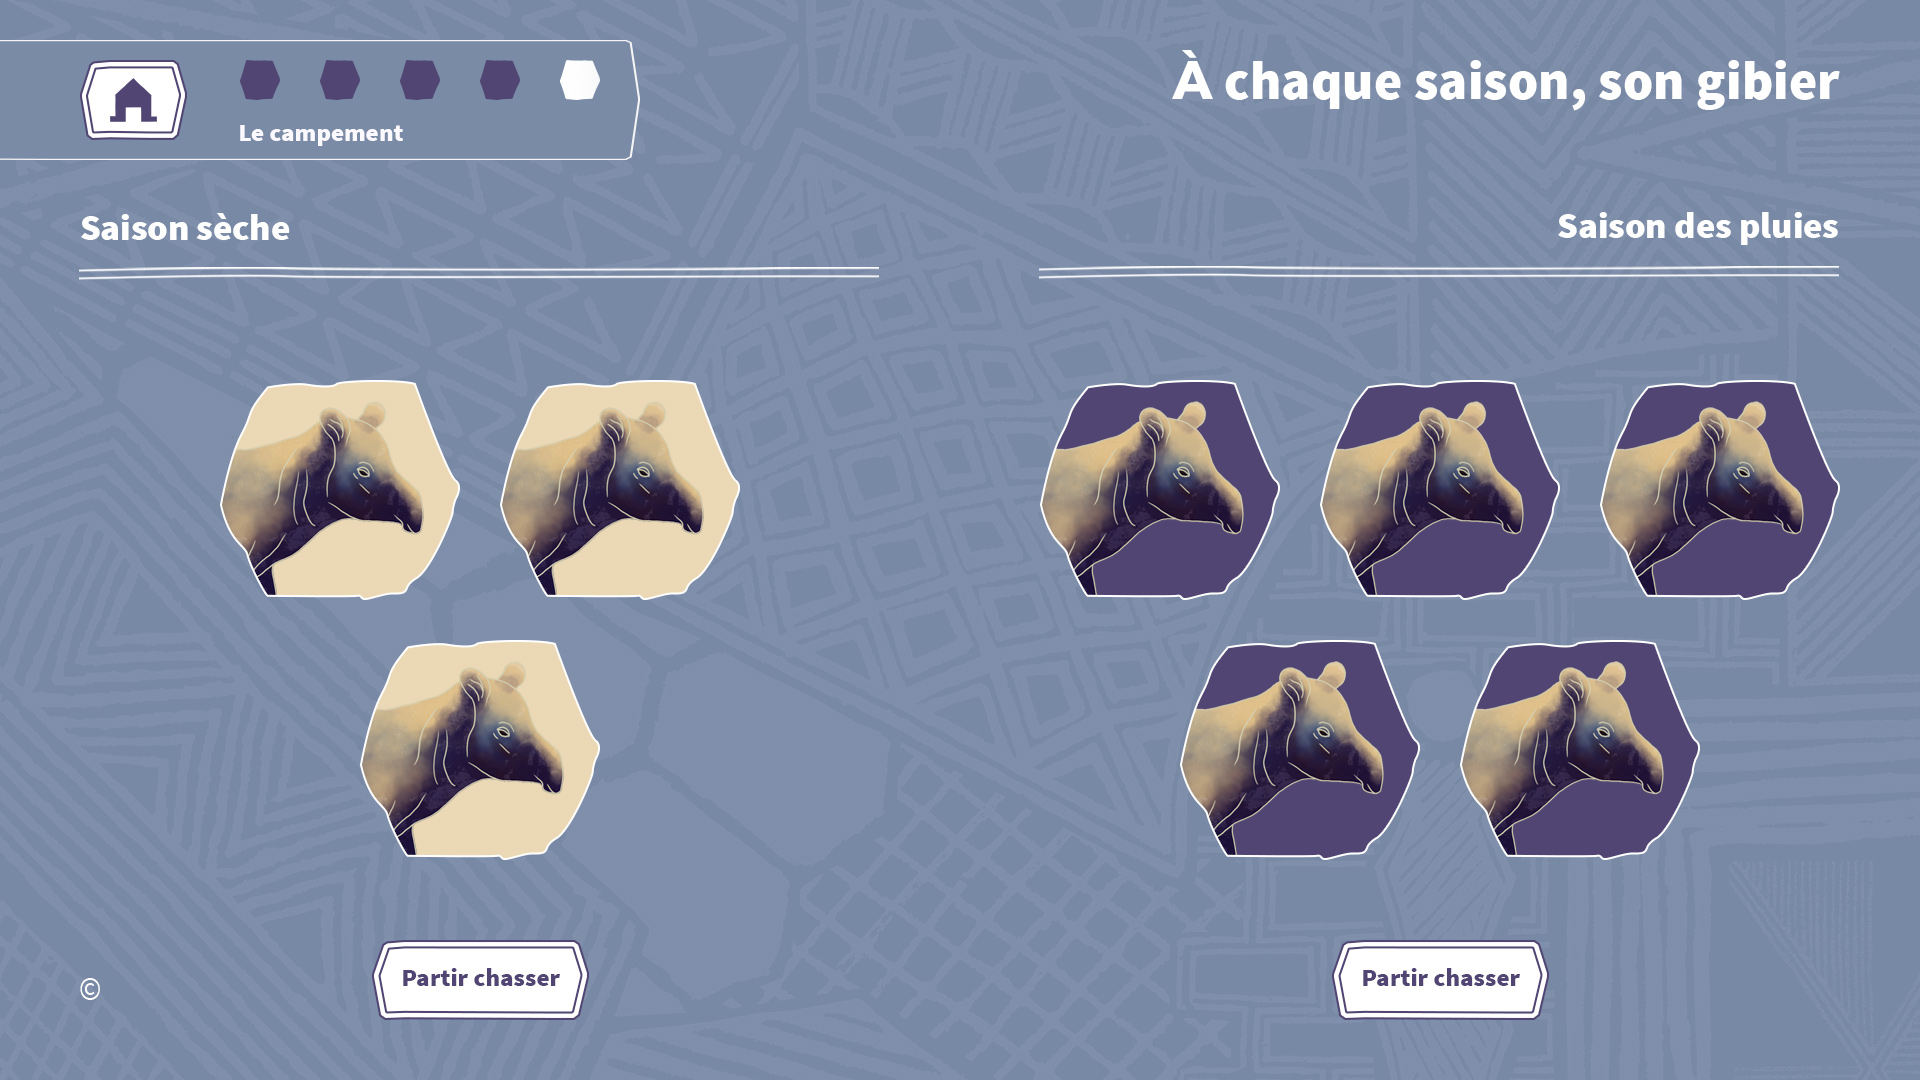 Le campement
À chaque saison, son gibier
Saison sèche
Saison des pluies
Partir chasser
Partir chasser
©